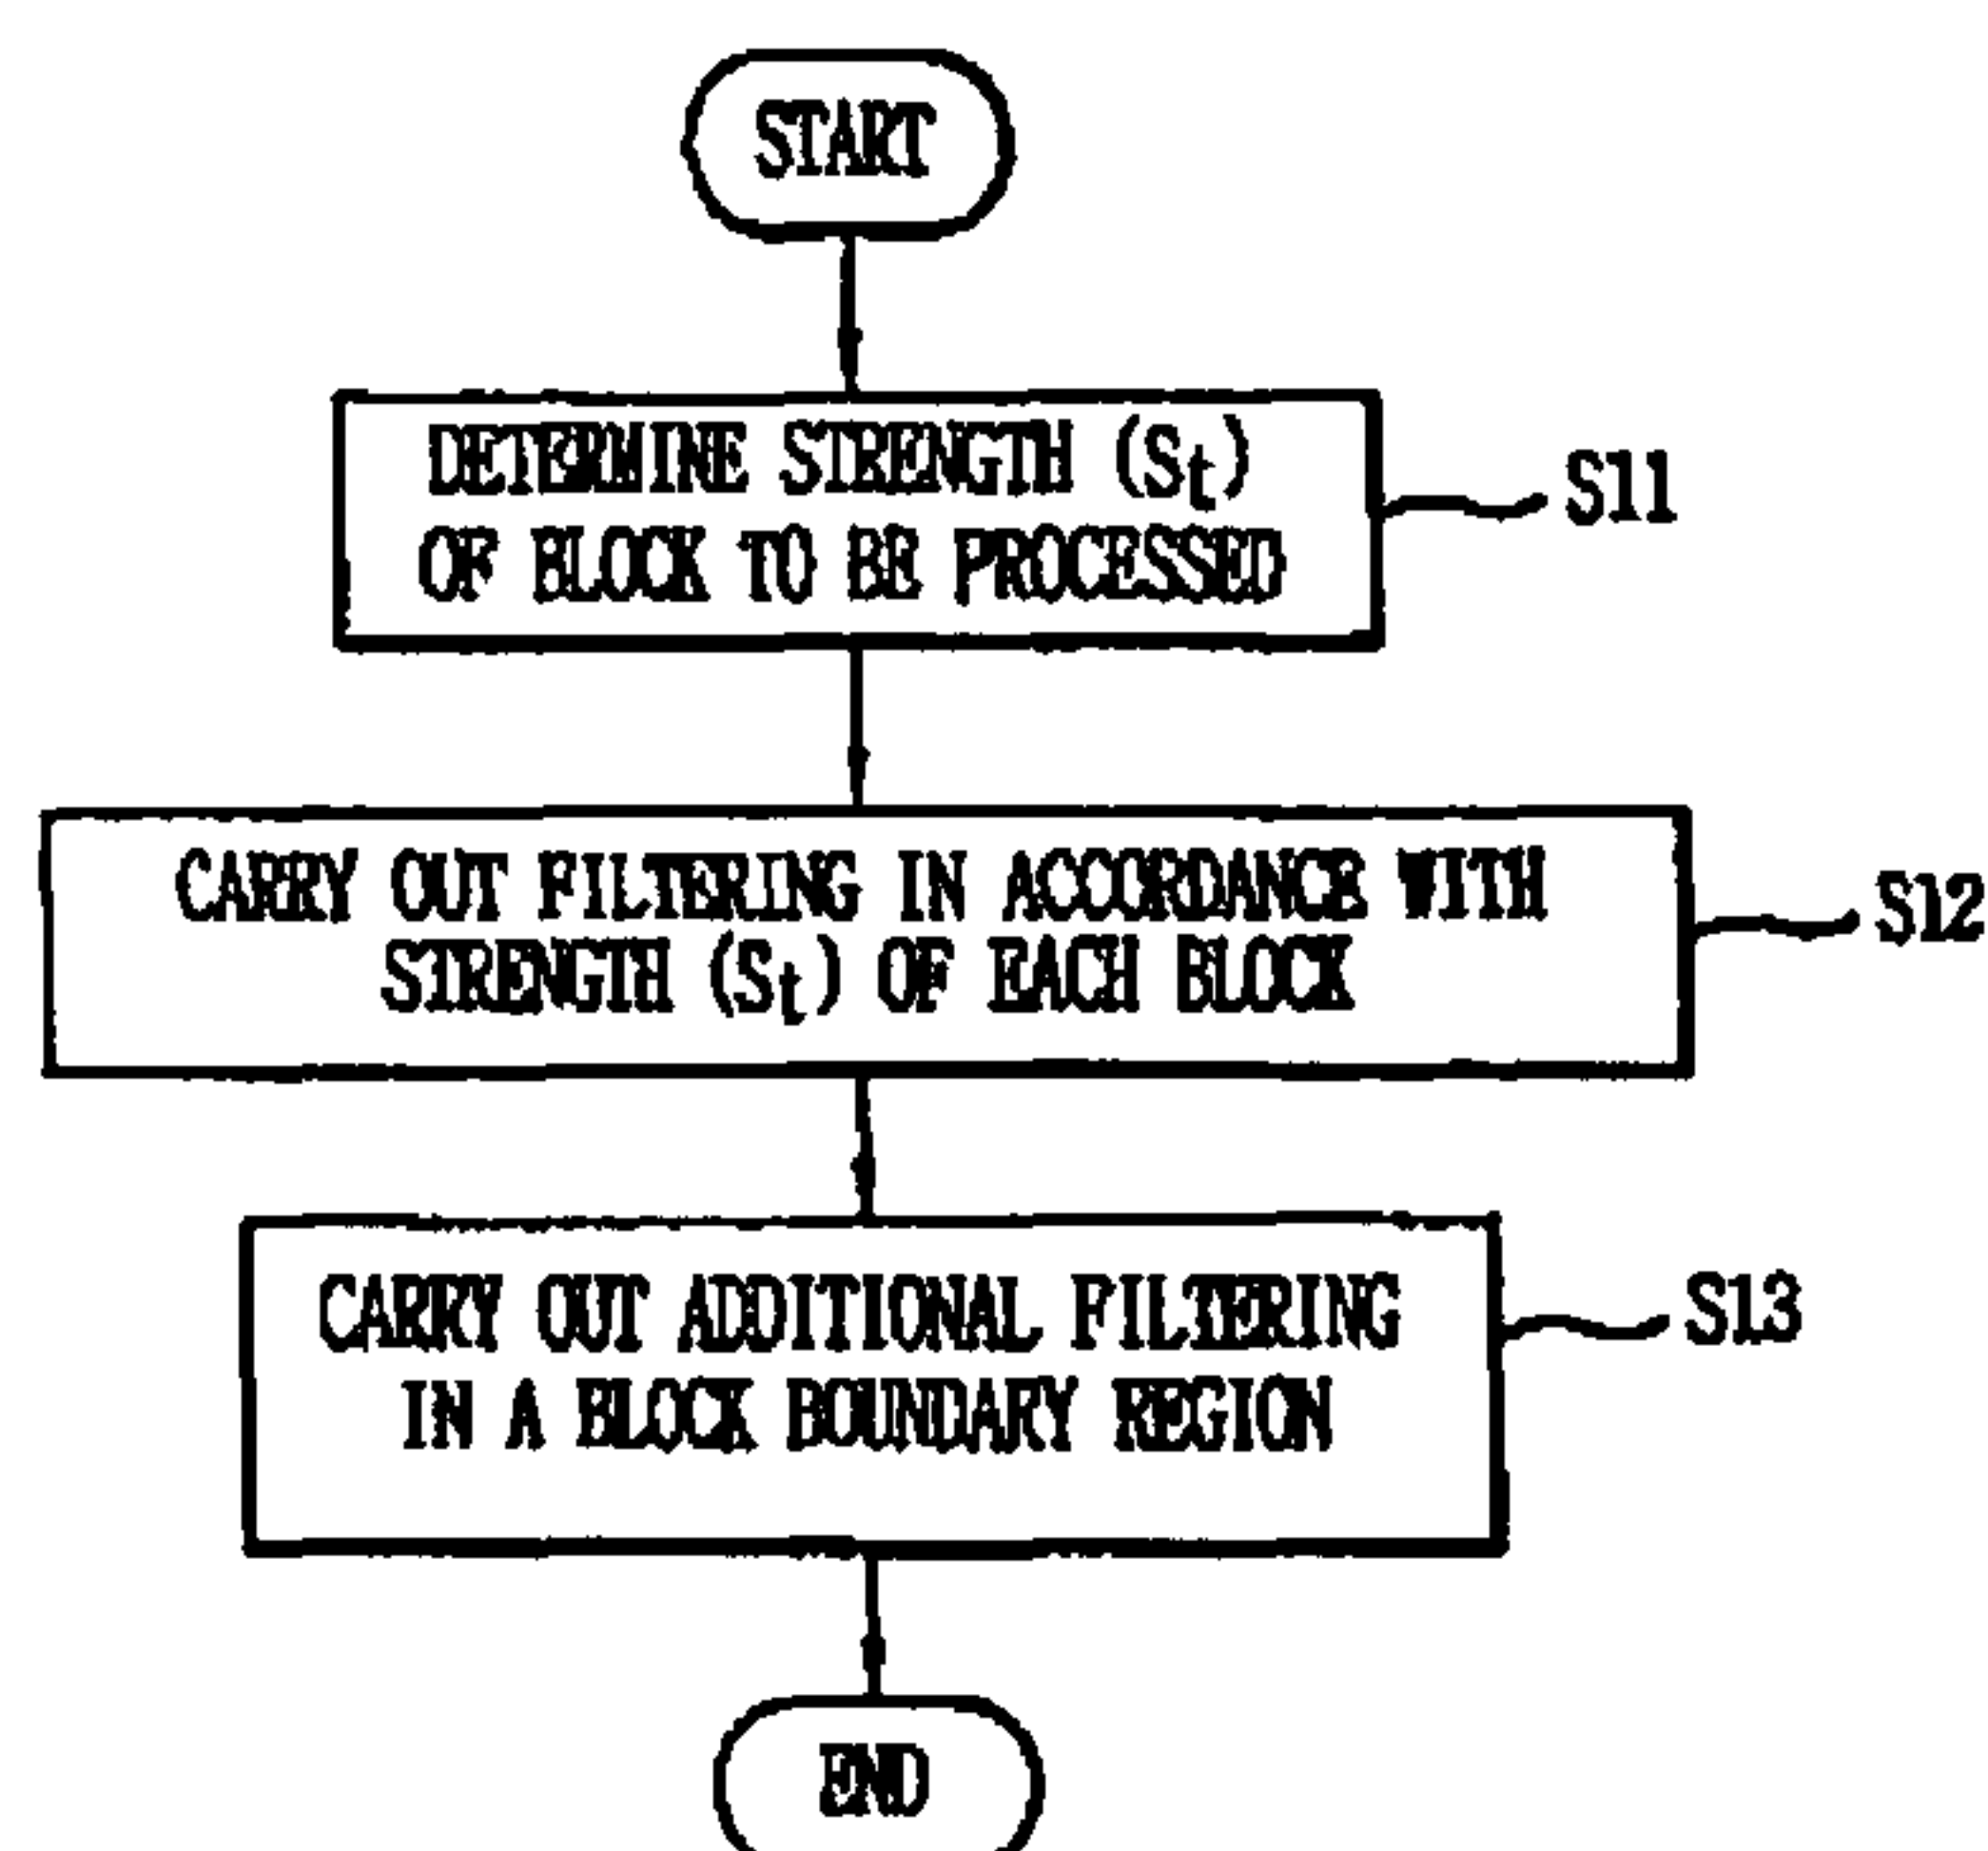 START
DETERMINE STRENGTH (St)
OF BLOCK TO BE PROCESSED
S11
CARRY OUT FILTERING IN ACCORDANCE WITH
STRENGTH (St) OF EACH BLOCK
S12
CARRY OUT ADDITIONAL FILTERING
IN A BLOCK BOUNDARY REGION
S13
END